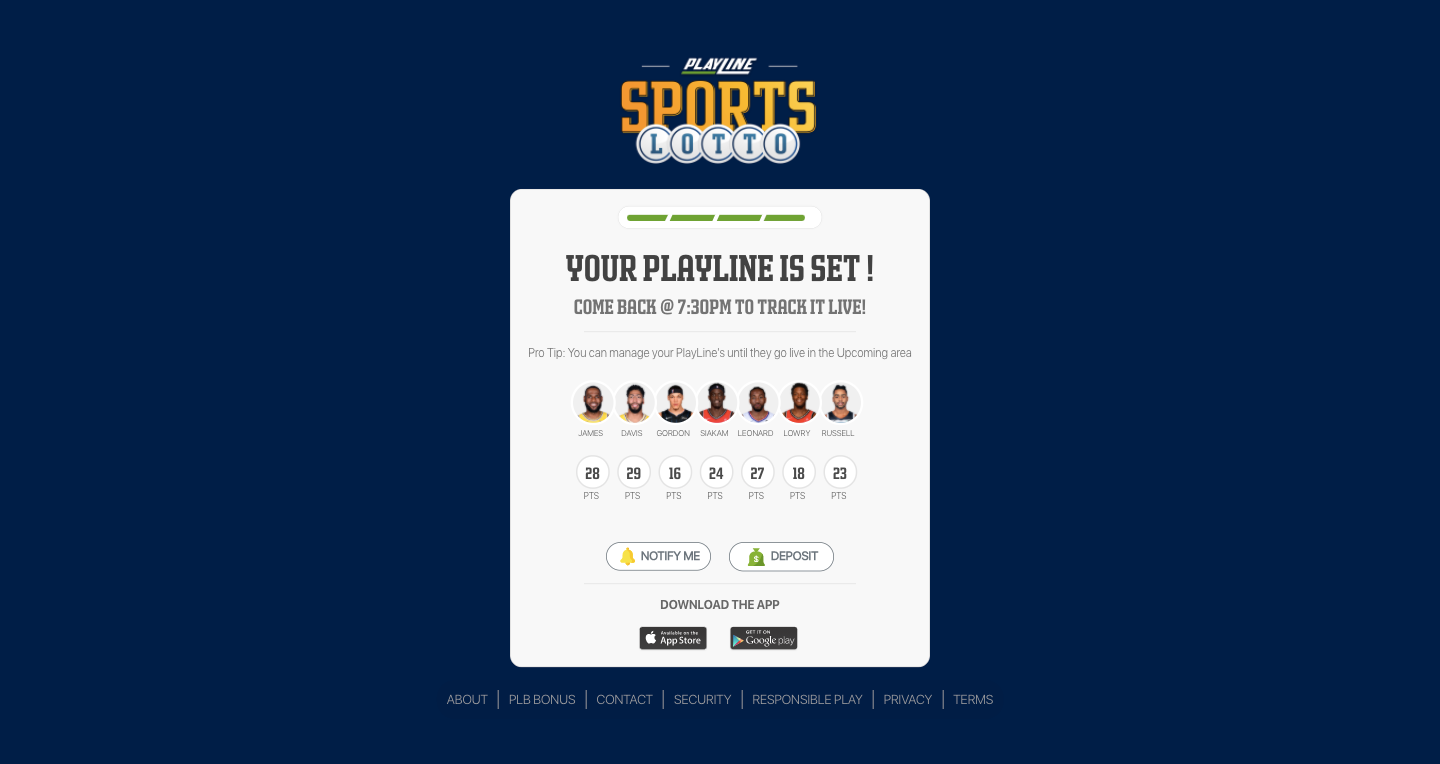 PLAYLINE
SPORTS
LOTTO
YOUR PLAYLINE IS SET !
COME BACK @ 7:30PM TO TRACK IT LIVE!
Pro Tip: You can manage your PlayLine's until they go live in the Upcoming area
JAMES DAVIS GORDON SIAKAM LEONARD LOWRY RUSSELL
28 29 16 24 27 18 23
PTS PTS PTS PTS PTS PTS PTS
NOTIFY ME $ DEPOSIT
DOWNLOAD THE APP
Available on the GET IT ON
App Store Google play
ABOUT PLB BONUS CONTACT SECURITY RESPONSIBLE PLAY PRIVACY TERMS